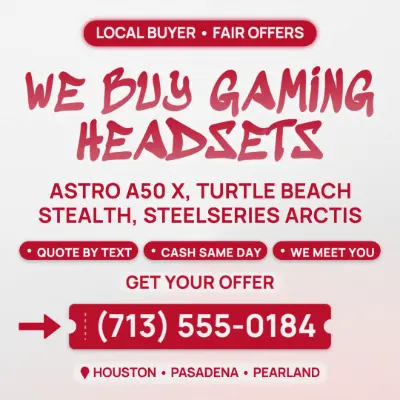 LOCAL BUYER • FAIR OFFERS
WE BUY GAMING
HEADSETS
ASTRO A50 X, TURTLE BEACH
STEALTH, STEELSERIES ARCTIS
• QUOTE BY TEXT • CASH SAME DAY • WE MEET YOU
GET YOUR OFFER
(713) 555-0184
HOUSTON • PASADENA • PEARLAND